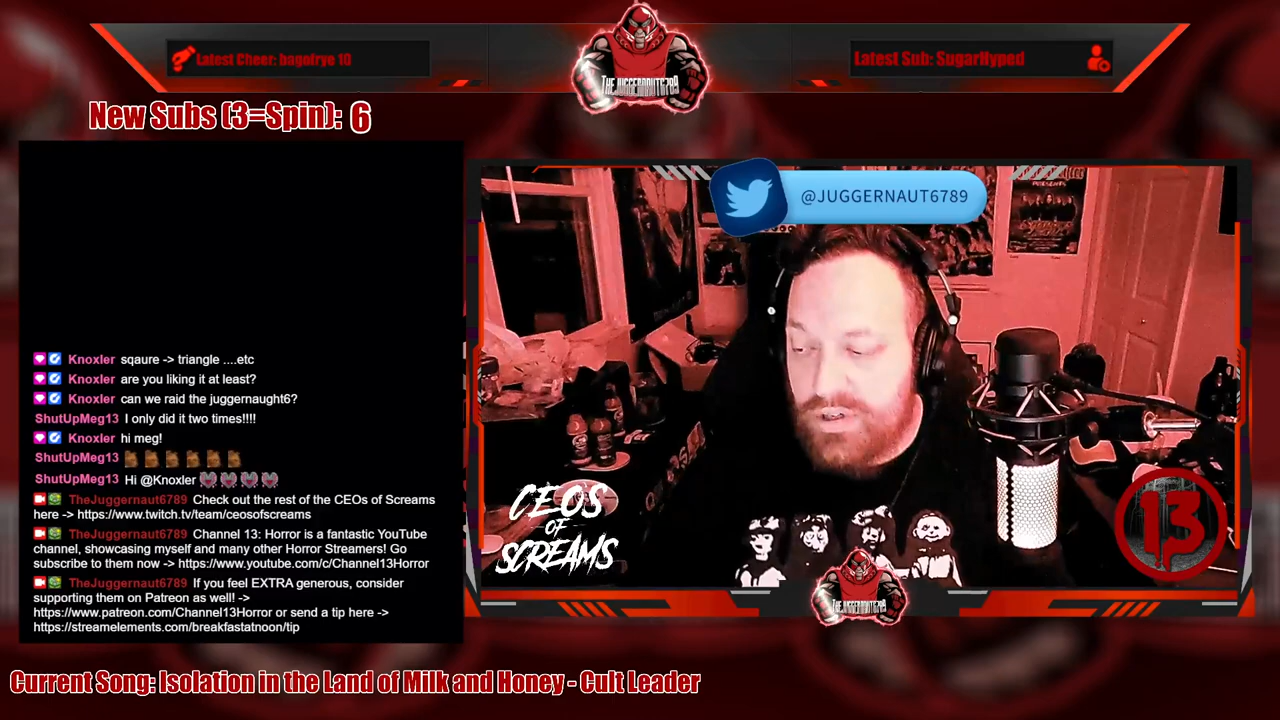 Latest Cheer: bagofrye 10
THEJUGGERNAUT6789
Latest Sub: SugarHyped
New Subs (3=Spin): 6
@JUGGERNAUT6789
PRESENTS
Knoxler sqaure -> triangle ....etc
Knoxler are you liking it at least?
Knoxler can we raid the juggernaught6?
ShutUpMeg13 I only did it two times!!!!
Knoxler hi meg!
ShutUpMeg13
ShutUpMeg13 Hi @Knoxler
TheJuggernaut6789 Check out the rest of the CEOs of Screams
here -> https://www.twitch.tv/team/ceosofscreams
TheJuggernaut6789 Channel 13: Horror is a fantastic YouTube
channel, showcasing myself and many other Horror Streamers! Go
subscribe to them now -> https://www.youtube.com/c/Channel13Horror
TheJuggernaut6789 If you feel EXTRA generous, consider
supporting them on Patreon as well! ->
https://www.patreon.com/Channel13Horror or send a tip here ->
https://streamelements.com/breakfastatnoon/tip
CEOS
OF
SCREAMS
13
THEJUGGERNAUT6789
Current Song: Isolation in the Land of Milk and Honey - Cult Leader